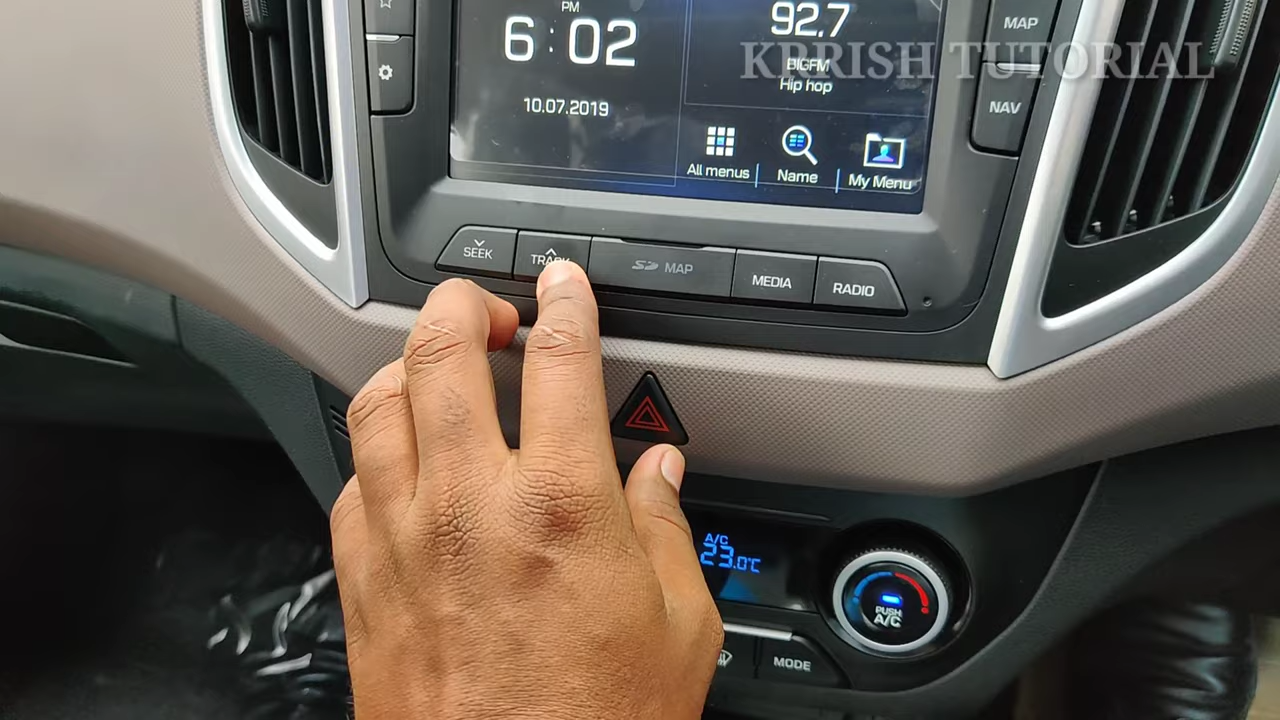 PM
6:02
10.07.2019
92.7
BIGFM
Hip hop
All menus
Name
My Menu
KRRISH TUTORIAL
MAP
NAV
SEEK
TRACK
SD MAP
MEDIA
RADIO
A/C
23.0°C
PUSH
A/C
MODE